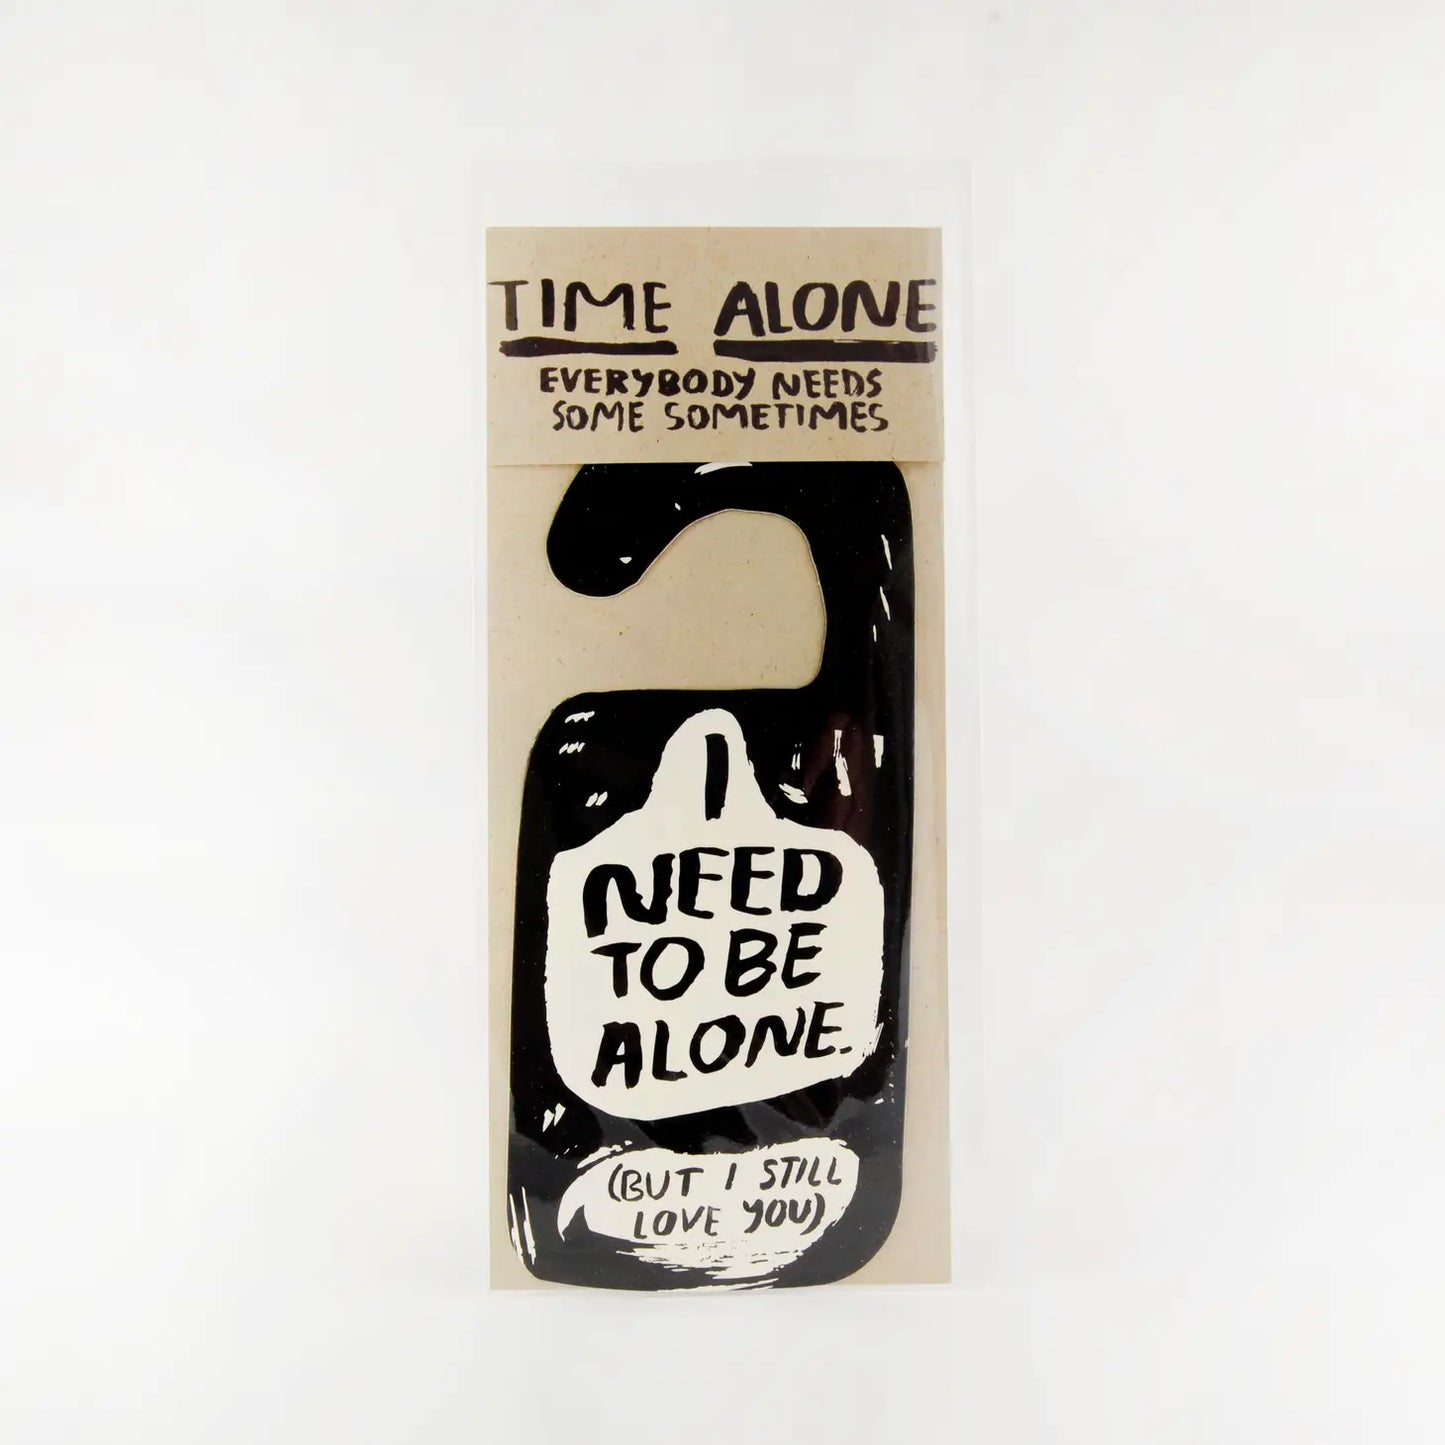 TIME ALONE
EVERYBODY NEEDS
SOME SOMETIMES
I
NEED
TO BE
ALONE.
(BUT I STILL
LOVE YOU)